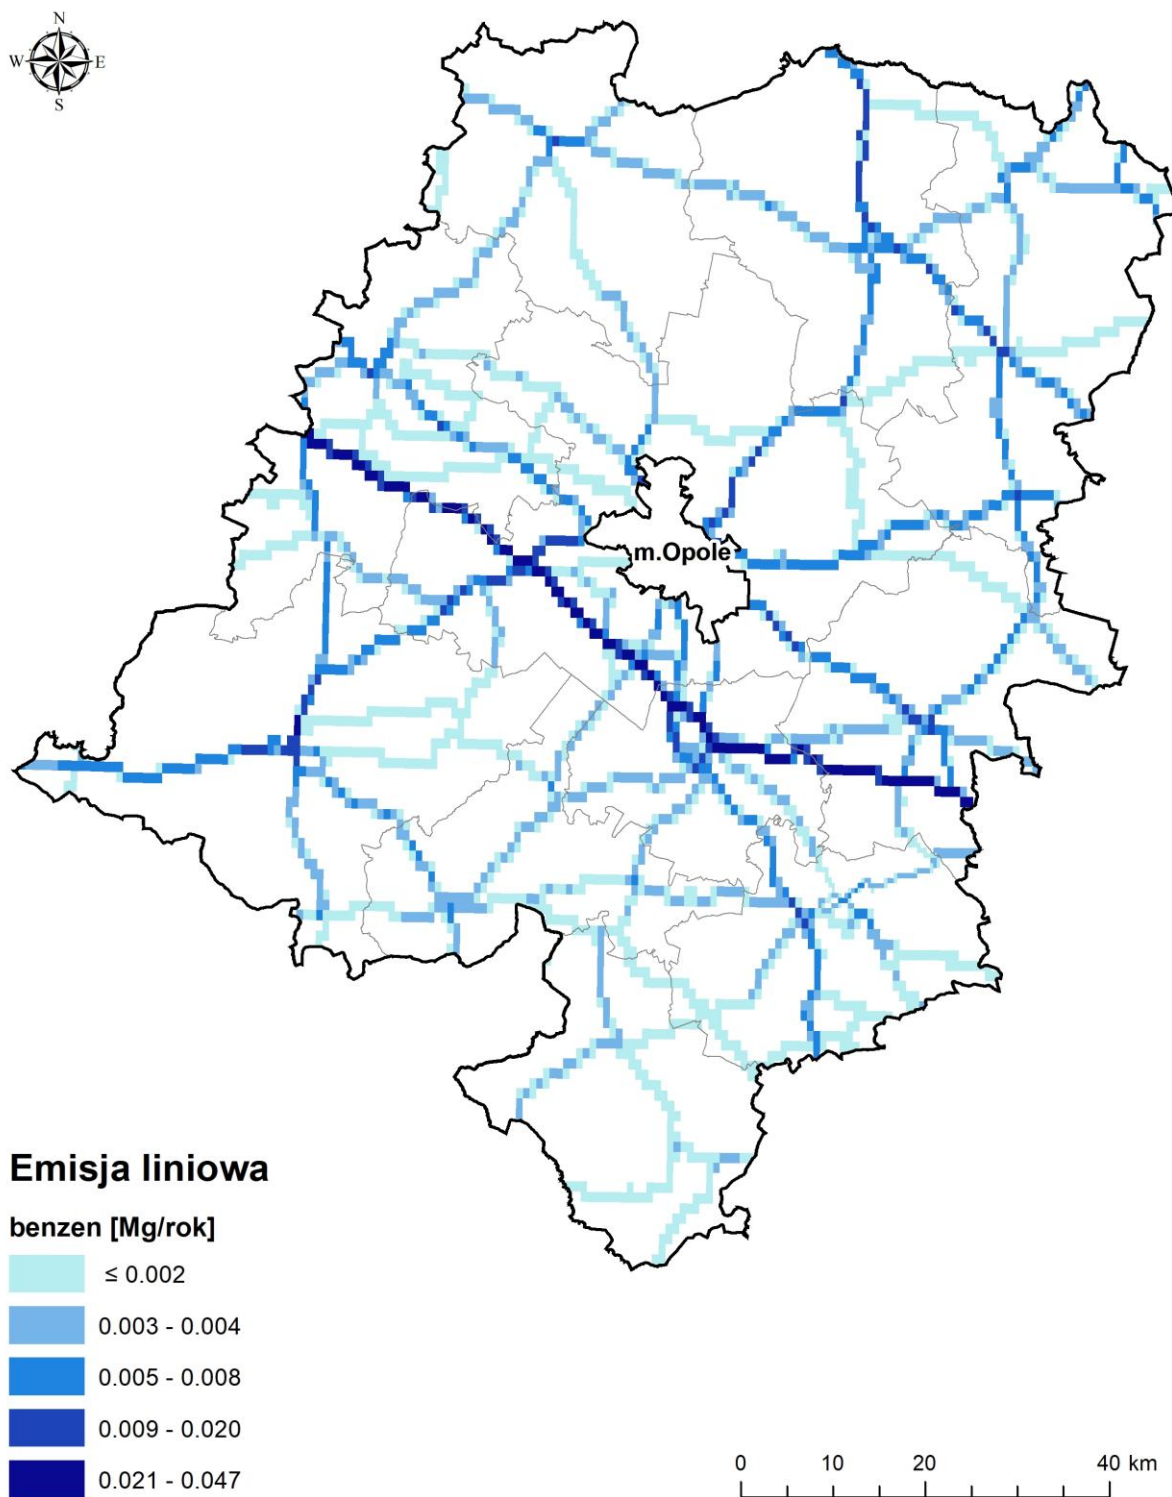 N
W E
S
m.Opole
Emisja liniowa
benzen [Mg/rok]
≤ 0.002
0.003 - 0.004
0.005 - 0.008
0.009 - 0.020
0.021 - 0.047
0 10 20 40 km